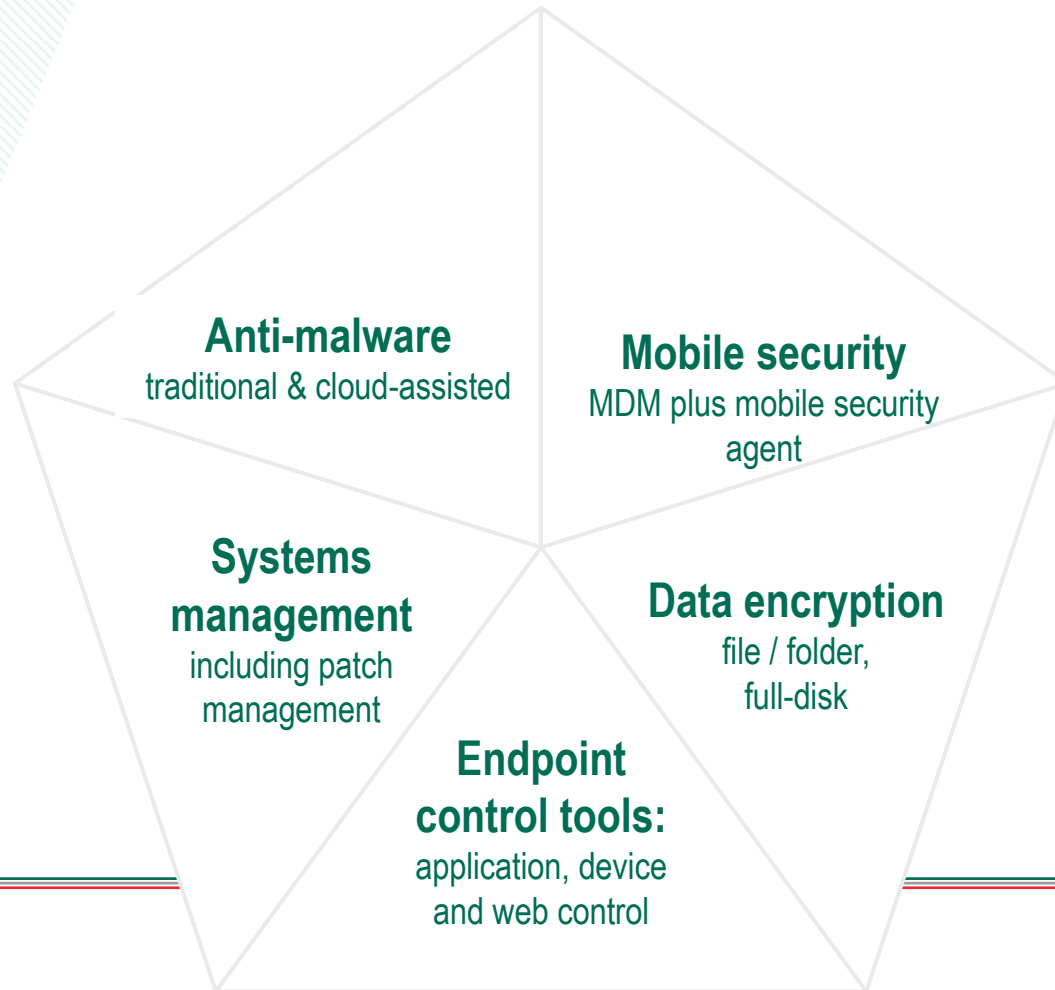 Anti-malware
traditional & cloud-assisted
Mobile security
MDM plus mobile security
agent
Systems
management
including patch
management
Data encryption
file / folder,
full-disk
Endpoint
control tools:
application, device
and web control